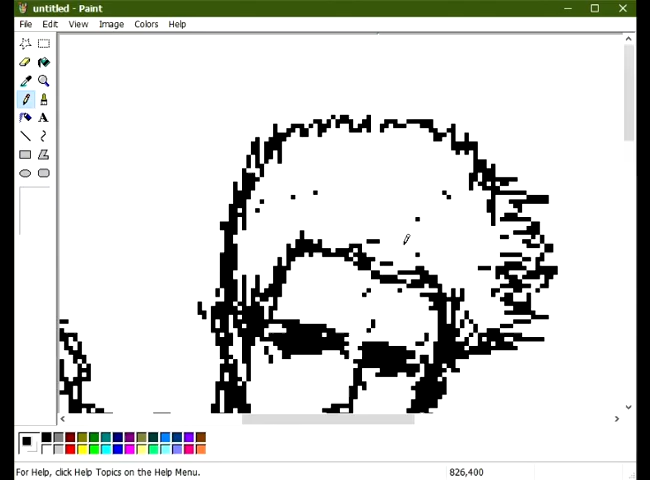 untitled - Paint
File Edit View Image Colors Help
A
For Help, click Help Topics on the Help Menu.
826,400